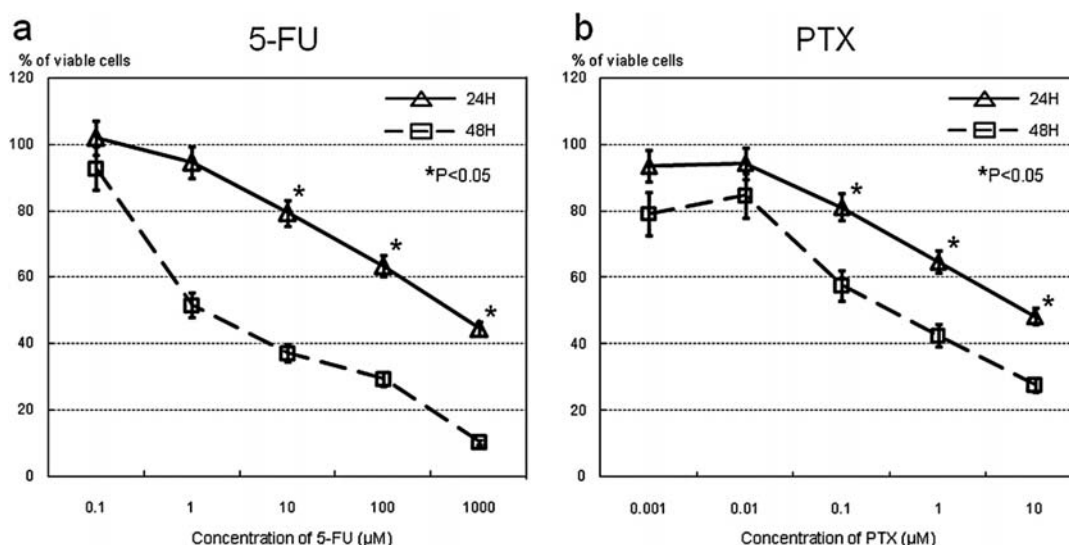 a
5-FU
% of viable cells
120
100
80
60
40
20
0
24H
48H
*P<0.05
*
*
*
0.1 1 10 100 1000
Concentration of 5-FU (µM)
b
PTX
% of viable cells
120
100
80
60
40
20
0
24H
48H
*P<0.05
*
*
*
0.001 0.01 0.1 1 10
Concentration of PTX (µM)